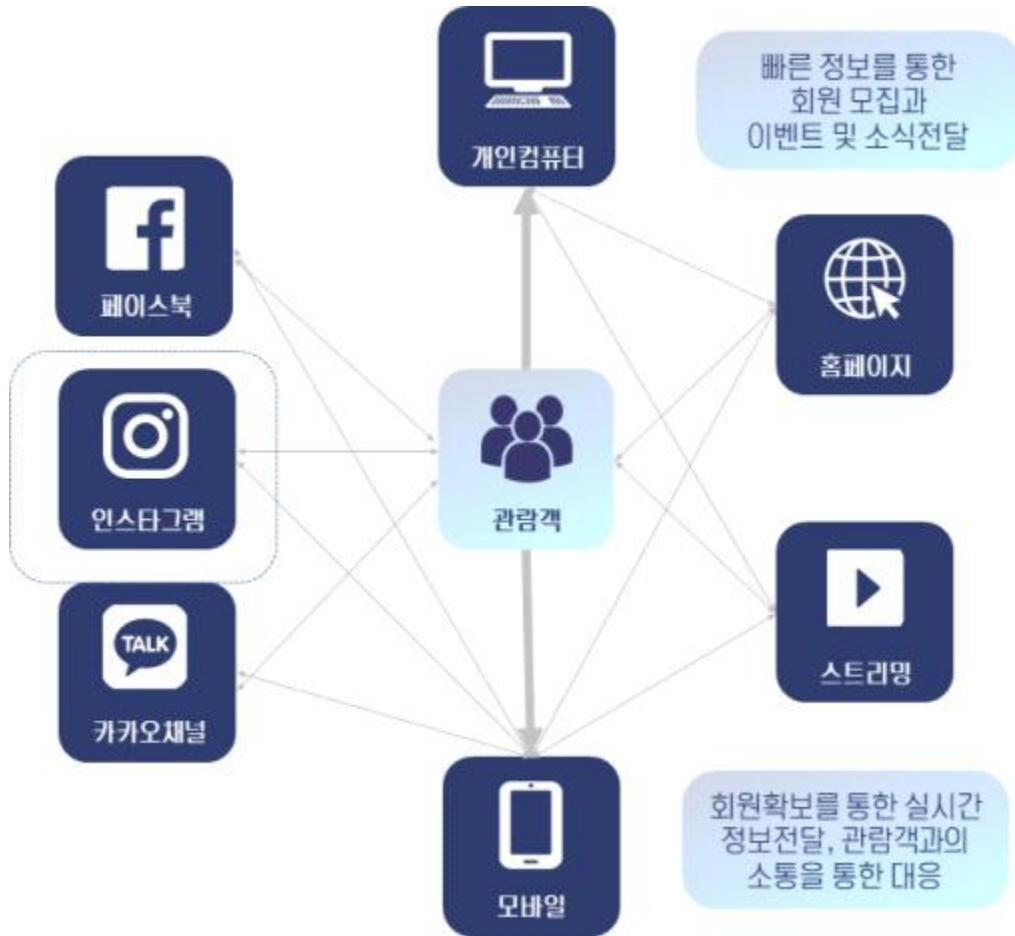 개인컴퓨터
빠른 정보를 통한
회원 모집과
이벤트 및 소식전달
페이스북
홈페이지
인스타그램
관람객
TALK
카카오채널
스트리밍
모바일
회원확보를 통한 실시간
정보전달, 관람객과의
소통을 통한 대응